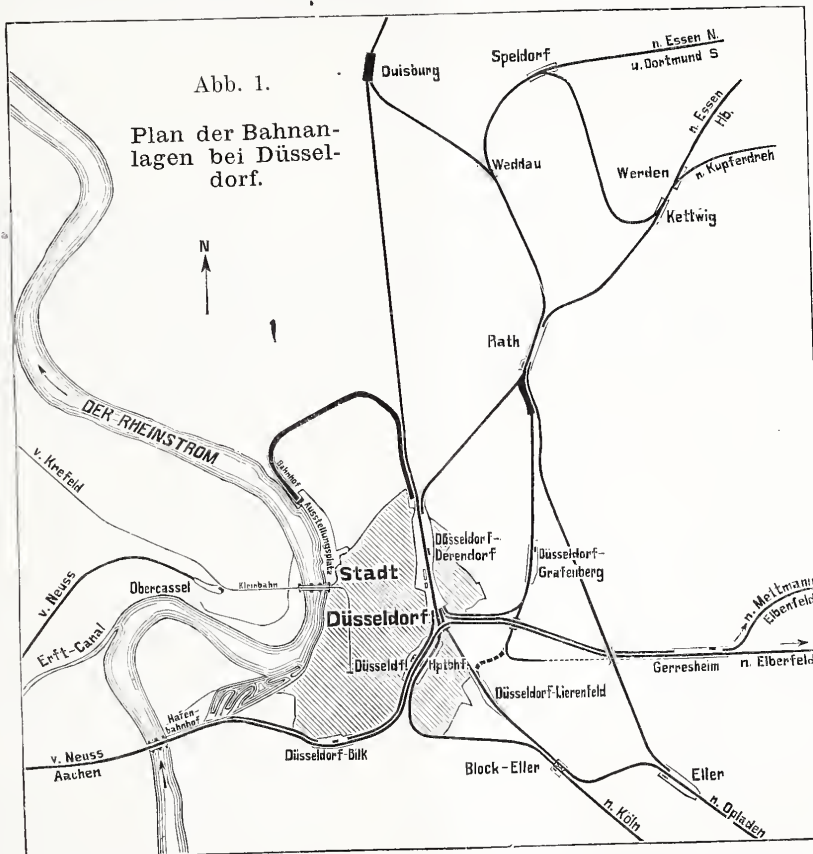 Abb. 1.
Plan der Bahnan-
lagen bei Düssel-
dorf.
N
Duisburg
Speldorf
n. Essen N.
u. Dortmund S
n. Essen
Hb.
Weddau
Werden
n. Kupferdreh
Kettwig
Rath
DER RHEINSTROM
v. Krefeld
Bahnhof
Ausstellungsplatz
Düsseldorf-
Derendorf
Düsseldorf-
Grafenberg
v. Neuss
Obercassel
Kleinbahn
Stadt
Düsseldorf
n. Mettmann
Elbenfeld
Erft-Canal
Düsseldf.
Hptbhf.
Gerresheim
n. Elberfeld
Düsseldorf-Lierenfeld
Hafen-
bahnhof
v. Neuss
Aachen
Düsseldorf-Bilk
Block-Eller
Eller
n. Köln
n. Opladen